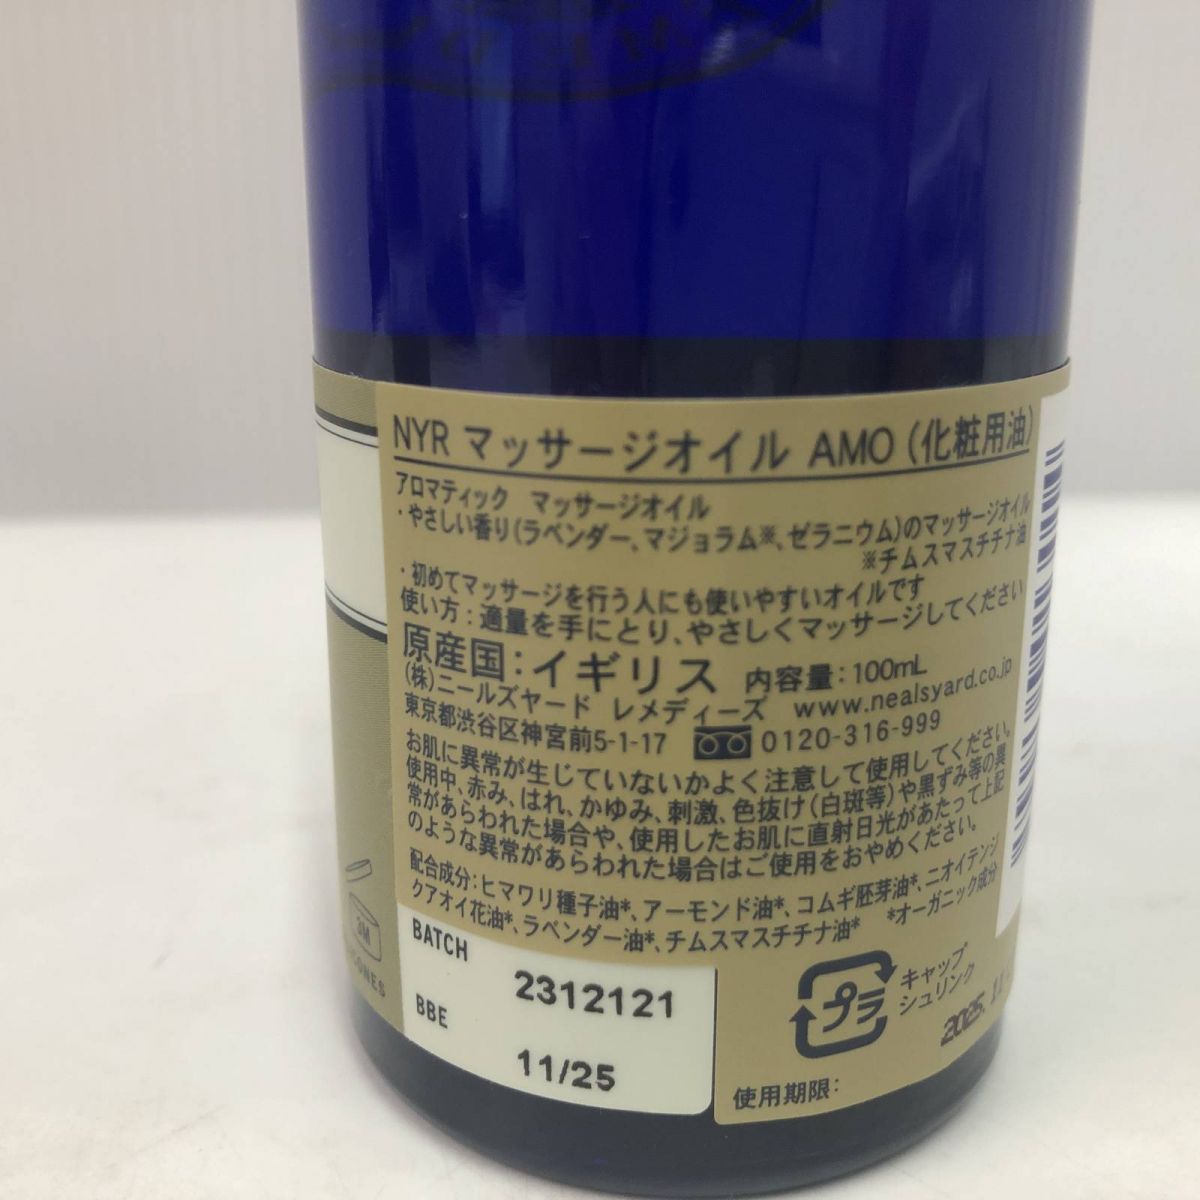 NYR マッサージオイル AMO (化粧用油)
アロマティック マッサージオイル
・やさしい香り(ラベンダー、マジョラム※、ゼラニウム)のマッサージオイル
※チムスマスチチナ油
・初めてマッサージを行う人にも使いやすいオイルです
使い方：適量を手にとり、やさしくマッサージしてください
原産国：イギリス 内容量：100mL
(株)ニールズヤード レメディーズ www.nealsyard.co.jp
東京都渋谷区神宮前5-1-17 0120-316-999
お肌に異常が生じていないかよく注意して使用してください。
使用中、赤み、はれ、かゆみ、刺激、色抜け(白斑等)や黒ずみ等の異
常があらわれた場合や、使用したお肌に直射日光があたって上記
のような異常があらわれた場合はご使用をおやめください。
配合成分：ヒマワリ種子油*、アーモンド油*、コムギ胚芽油*、ニオイテンジ
クアオイ花油*、ラベンダー油*、チムスマスチチナ油* *オーガニック成分
3M
BATCH 2312121
BBE 11/25
プラ
キャップ
シュリンク
2025. 11
使用期限：